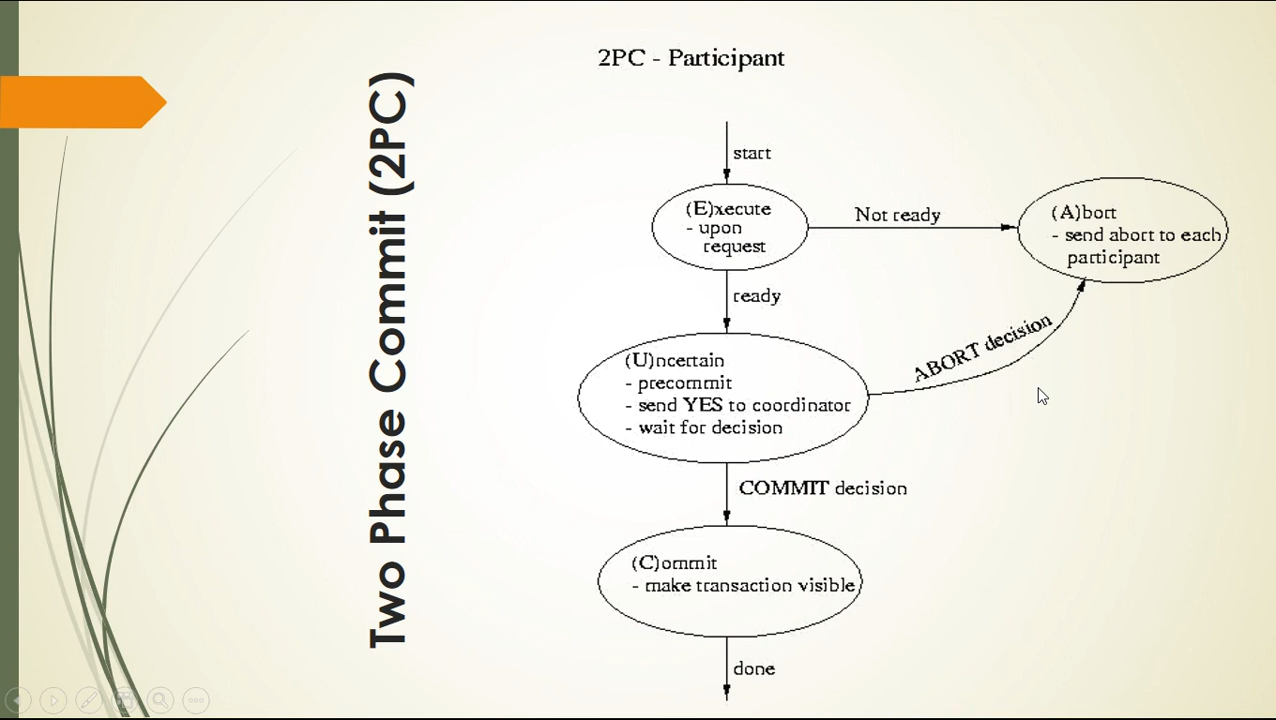 Two Phase Commit (2PC)
2PC - Participant
start
(E)xecute
- upon
request
Not ready
(A)bort
- send abort to each
participant
ready
(U)ncertain
- precommit
- send YES to coordinator
- wait for decision
ABORT decision
COMMIT decision
(C)ommit
- make transaction visible
done